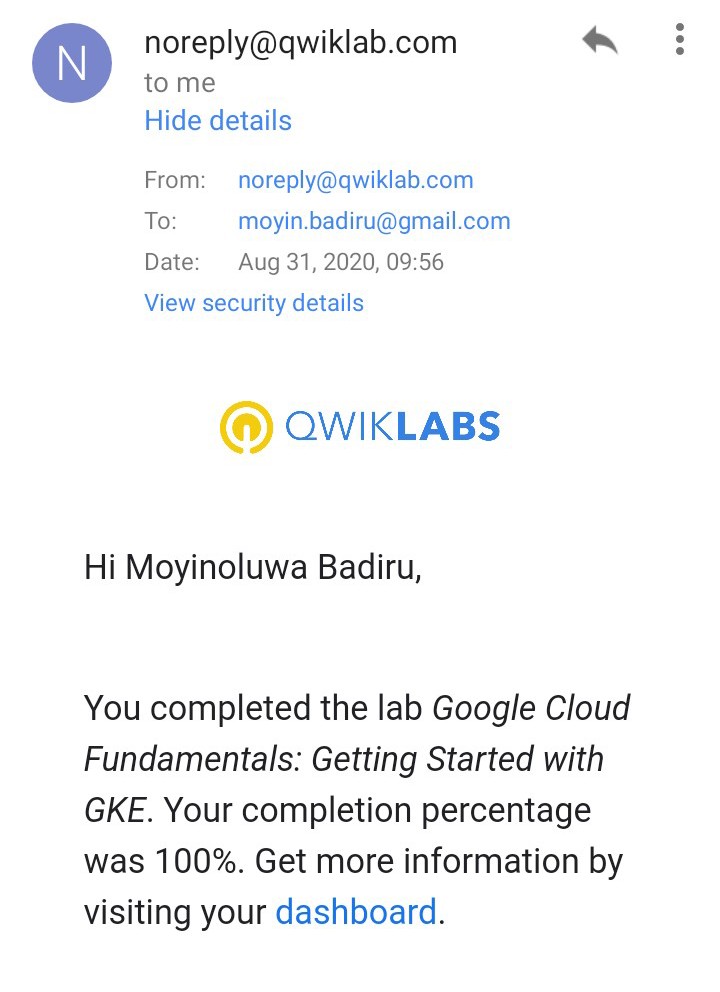 N
noreply@qwiklab.com
to me
Hide details
From: noreply@qwiklab.com
To: moyin.badiru@gmail.com
Date: Aug 31, 2020, 09:56
View security details
QWIKLABS
Hi Moyinoluwa Badiru,
You completed the lab Google Cloud
Fundamentals: Getting Started with
GKE. Your completion percentage
was 100%. Get more information by
visiting your dashboard.